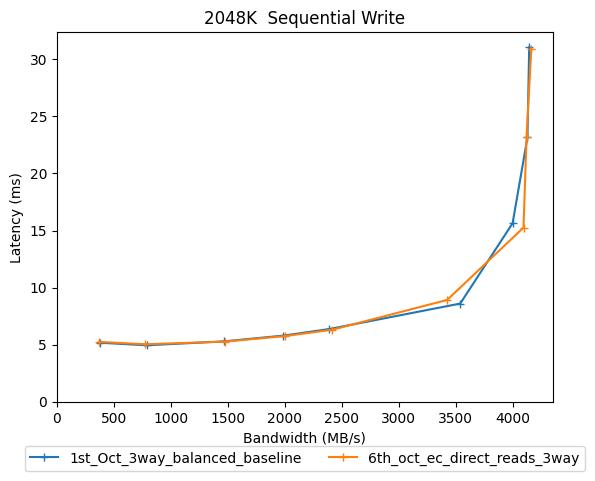 2048K  Sequential Write
Latency (ms)
30
25
20
15
10
5
0
0 500 1000 1500 2000 2500 3000 3500 4000
Bandwidth (MB/s)
1st_Oct_3way_balanced_baseline
6th_oct_ec_direct_reads_3way